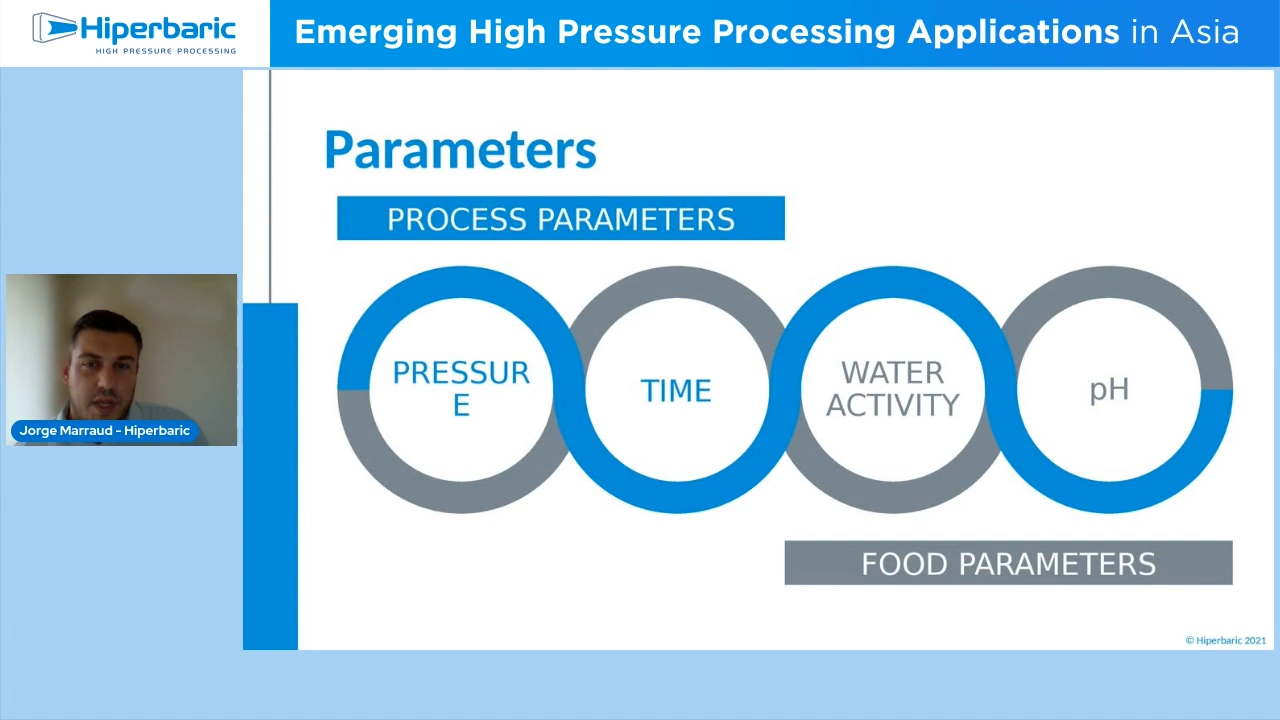 Hiperbaric
HIGH PRESSURE PROCESSING
Emerging High Pressure Processing Applications in Asia
Parameters
PROCESS PARAMETERS
PRESSUR
E
TIME
WATER
ACTIVITY
pH
FOOD PARAMETERS
Jorge Marraud - Hiperbaric
© Hiperbaric 2021